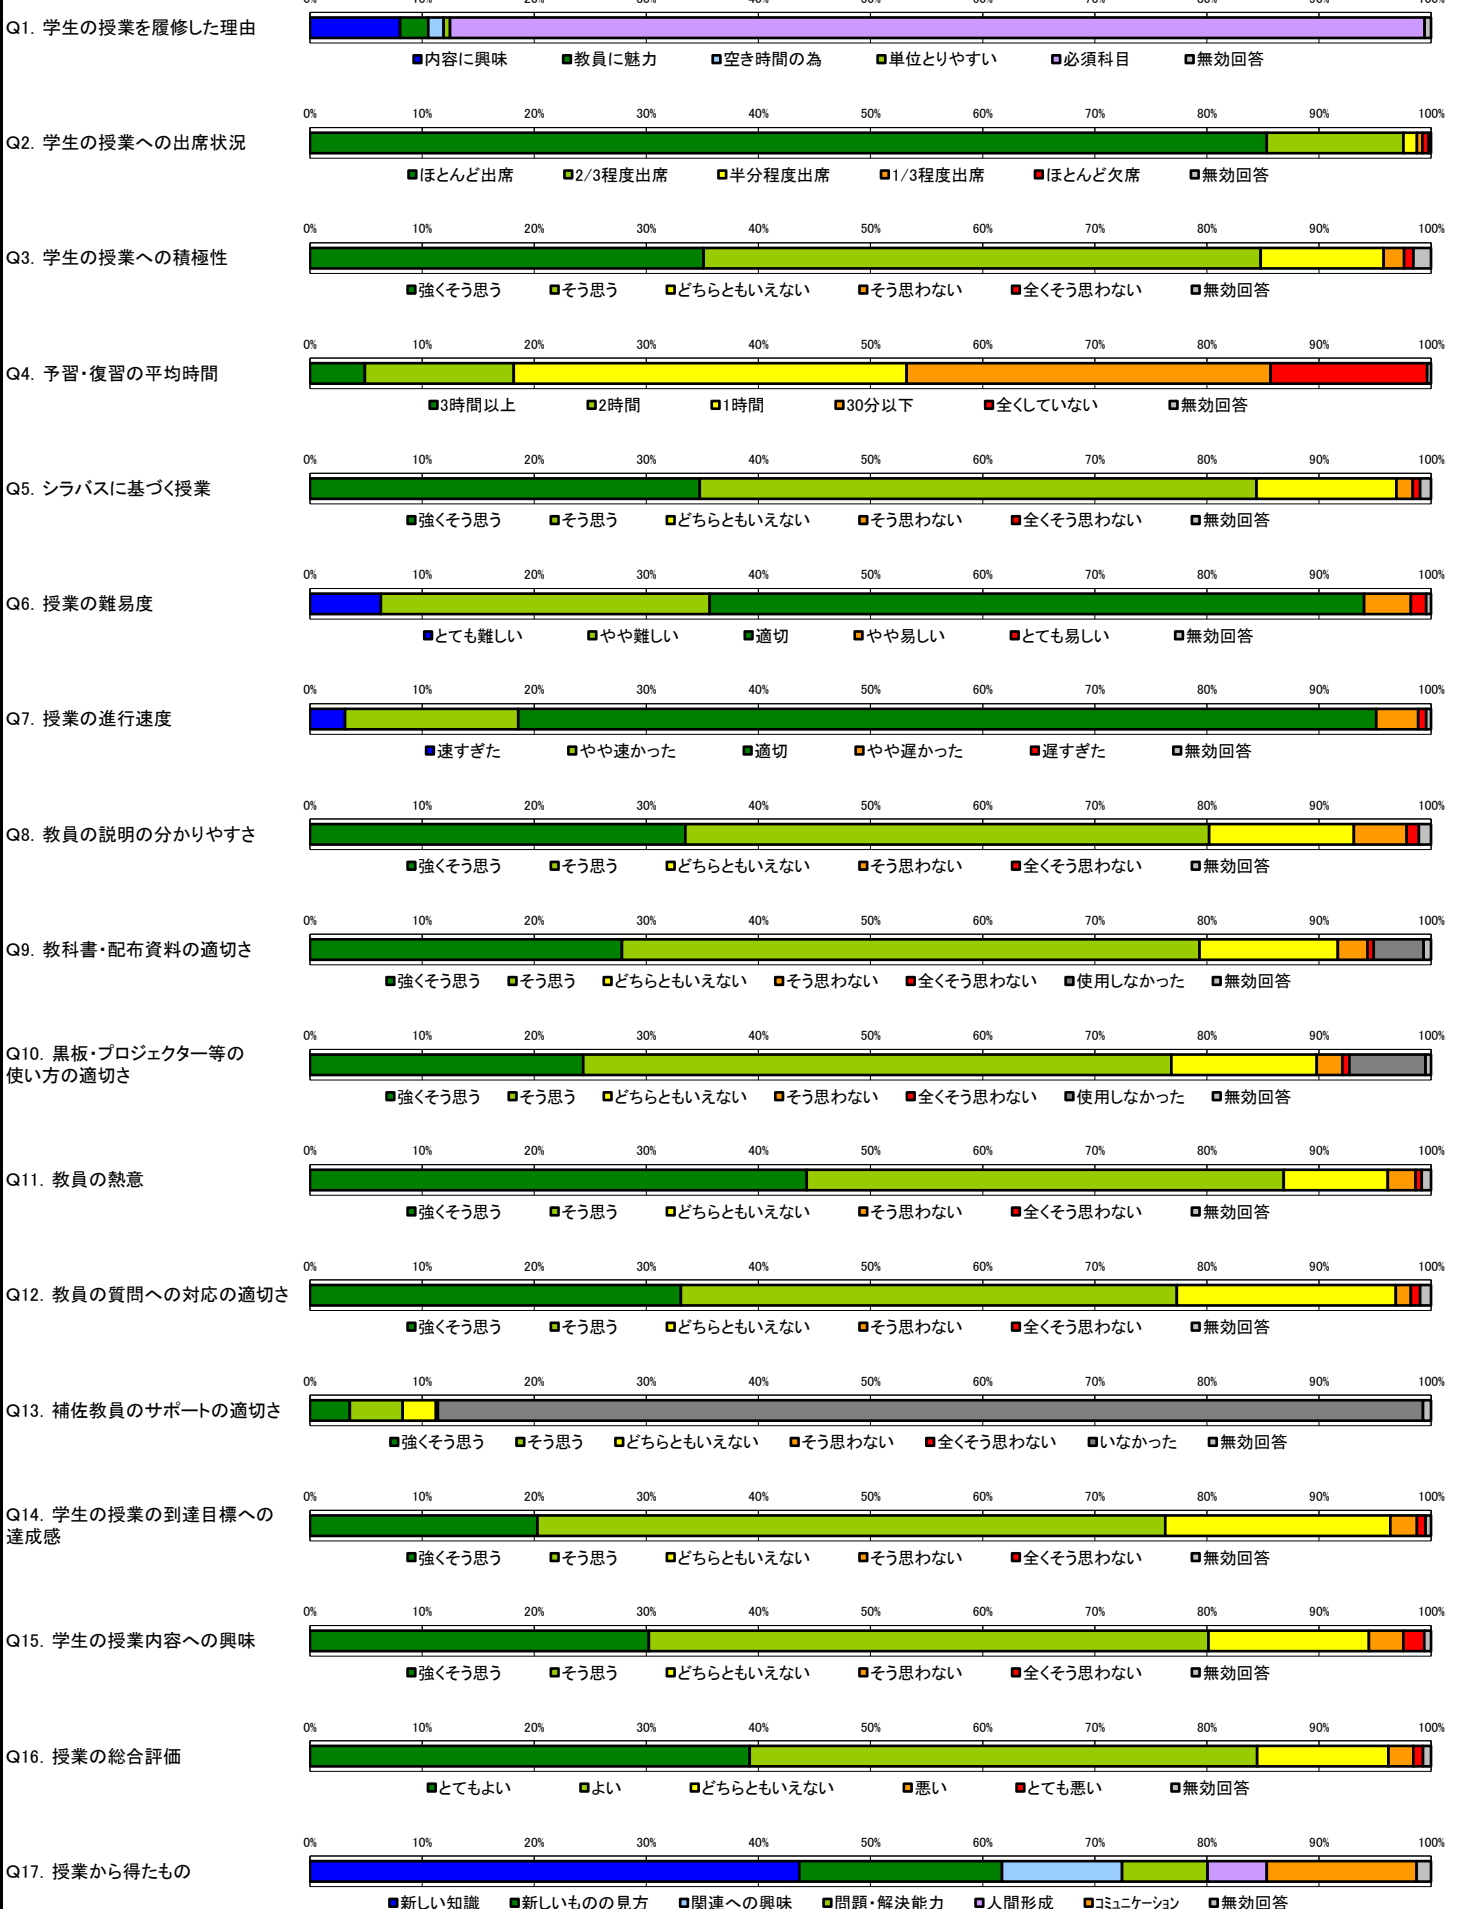 0% 10% 20% 30% 40% 50% 60% 70% 80% 90% 100%
Q1. 学生の授業を履修した理由
内容に興味 教員に魅力 空き時間の為 単位とりやすい 必須科目 無効回答
0% 10% 20% 30% 40% 50% 60% 70% 80% 90% 100%
Q2. 学生の授業への出席状況
ほとんど出席 2/3程度出席 半分程度出席 1/3程度出席 ほとんど欠席 無効回答
0% 10% 20% 30% 40% 50% 60% 70% 80% 90% 100%
Q3. 学生の授業への積極性
強くそう思う そう思う どちらともいえない そう思わない 全くそう思わない 無効回答
0% 10% 20% 30% 40% 50% 60% 70% 80% 90% 100%
Q4. 予習・復習の平均時間
3時間以上 2時間 1時間 30分以下 全くしていない 無効回答
0% 10% 20% 30% 40% 50% 60% 70% 80% 90% 100%
Q5. シラバスに基づく授業
強くそう思う そう思う どちらともいえない そう思わない 全くそう思わない 無効回答
0% 10% 20% 30% 40% 50% 60% 70% 80% 90% 100%
Q6. 授業の難易度
とても難しい やや難しい 適切 やや易しい とても易しい 無効回答
0% 10% 20% 30% 40% 50% 60% 70% 80% 90% 100%
Q7. 授業の進行速度
速すぎた やや速かった 適切 やや遅かった 遅すぎた 無効回答
0% 10% 20% 30% 40% 50% 60% 70% 80% 90% 100%
Q8. 教員の説明の分かりやすさ
強くそう思う そう思う どちらともいえない そう思わない 全くそう思わない 無効回答
0% 10% 20% 30% 40% 50% 60% 70% 80% 90% 100%
Q9. 教科書・配布資料の適切さ
強くそう思う そう思う どちらともいえない そう思わない 全くそう思わない 使用しなかった 無効回答
0% 10% 20% 30% 40% 50% 60% 70% 80% 90% 100%
Q10. 黒板・プロジェクター等の
使い方の適切さ
強くそう思う そう思う どちらともいえない そう思わない 全くそう思わない 使用しなかった 無効回答
0% 10% 20% 30% 40% 50% 60% 70% 80% 90% 100%
Q11. 教員の熱意
強くそう思う そう思う どちらともいえない そう思わない 全くそう思わない 無効回答
0% 10% 20% 30% 40% 50% 60% 70% 80% 90% 100%
Q12. 教員の質問への対応の適切さ
強くそう思う そう思う どちらともいえない そう思わない 全くそう思わない 無効回答
0% 10% 20% 30% 40% 50% 60% 70% 80% 90% 100%
Q13. 補佐教員のサポートの適切さ
強くそう思う そう思う どちらともいえない そう思わない 全くそう思わない いなかった 無効回答
0% 10% 20% 30% 40% 50% 60% 70% 80% 90% 100%
Q14. 学生の授業の到達目標への
達成感
強くそう思う そう思う どちらともいえない そう思わない 全くそう思わない 無効回答
0% 10% 20% 30% 40% 50% 60% 70% 80% 90% 100%
Q15. 学生の授業内容への興味
強くそう思う そう思う どちらともいえない そう思わない 全くそう思わない 無効回答
0% 10% 20% 30% 40% 50% 60% 70% 80% 90% 100%
Q16. 授業の総合評価
とてもよい よい どちらともいえない 悪い とても悪い 無効回答
0% 10% 20% 30% 40% 50% 60% 70% 80% 90% 100%
Q17. 授業から得たもの
新しい知識 新しいものの見方 関連への興味 問題・解決能力 人間形成 コミュニケーション 無効回答